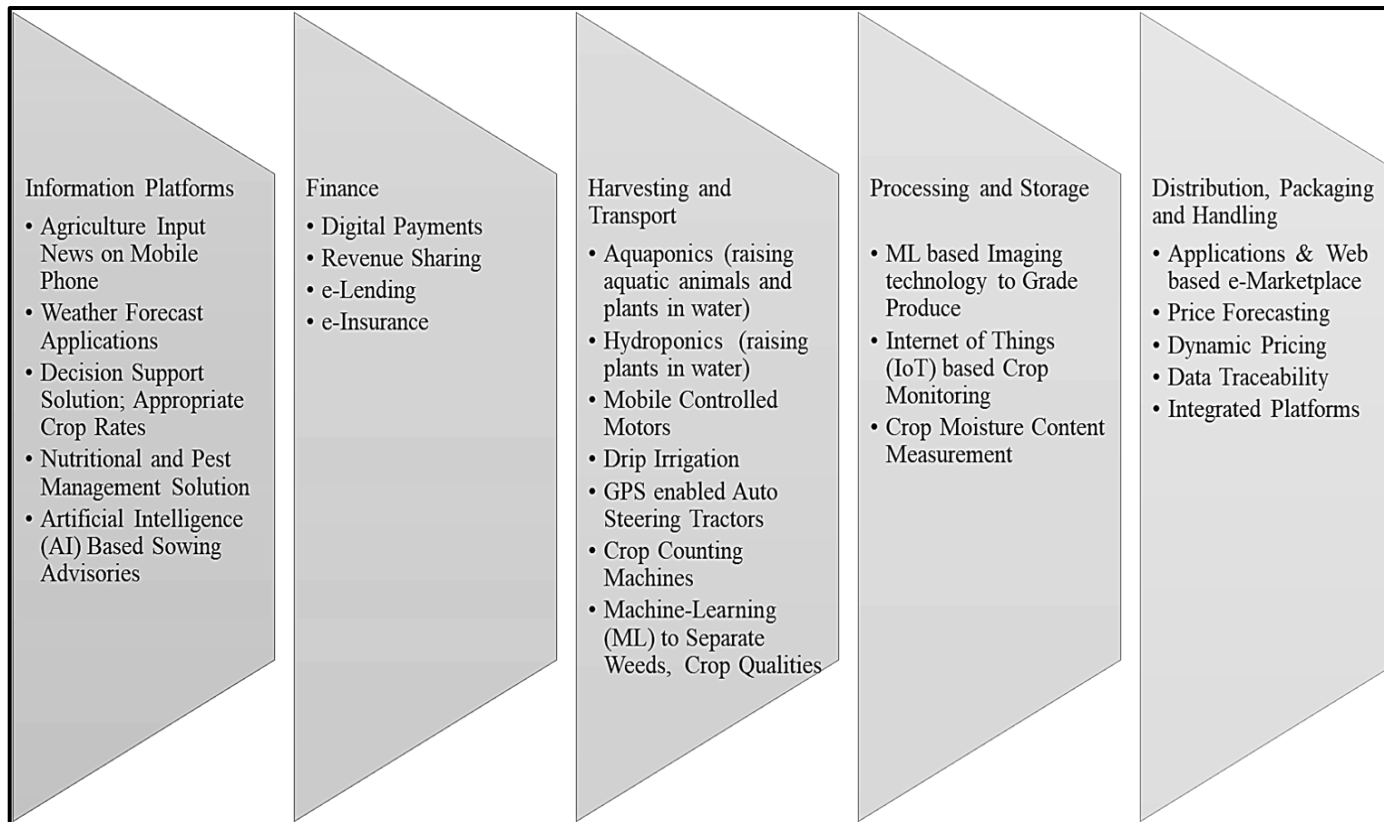 Information Platforms
• Agriculture Input
News on Mobile
Phone
• Weather Forecast
Applications
• Decision Support
Solution; Appropriate
Crop Rates
• Nutritional and Pest
Management Solution
• Artificial Intelligence
(AI) Based Sowing
Advisories
Finance
• Digital Payments
• Revenue Sharing
• e-Lending
• e-Insurance
Harvesting and
Transport
• Aquaponics (raising
aquatic animals and
plants in water)
• Hydroponics (raising
plants in water)
• Mobile Controlled
Motors
• Drip Irrigation
• GPS enabled Auto
Steering Tractors
• Crop Counting
Machines
• Machine-Learning
(ML) to Separate
Weeds, Crop Qualities
Processing and Storage
• ML based Imaging
technology to Grade
Produce
• Internet of Things
(IoT) based Crop
Monitoring
• Crop Moisture Content
Measurement
Distribution, Packaging
and Handling
• Applications & Web
based e-Marketplace
• Price Forecasting
• Dynamic Pricing
• Data Traceability
• Integrated Platforms